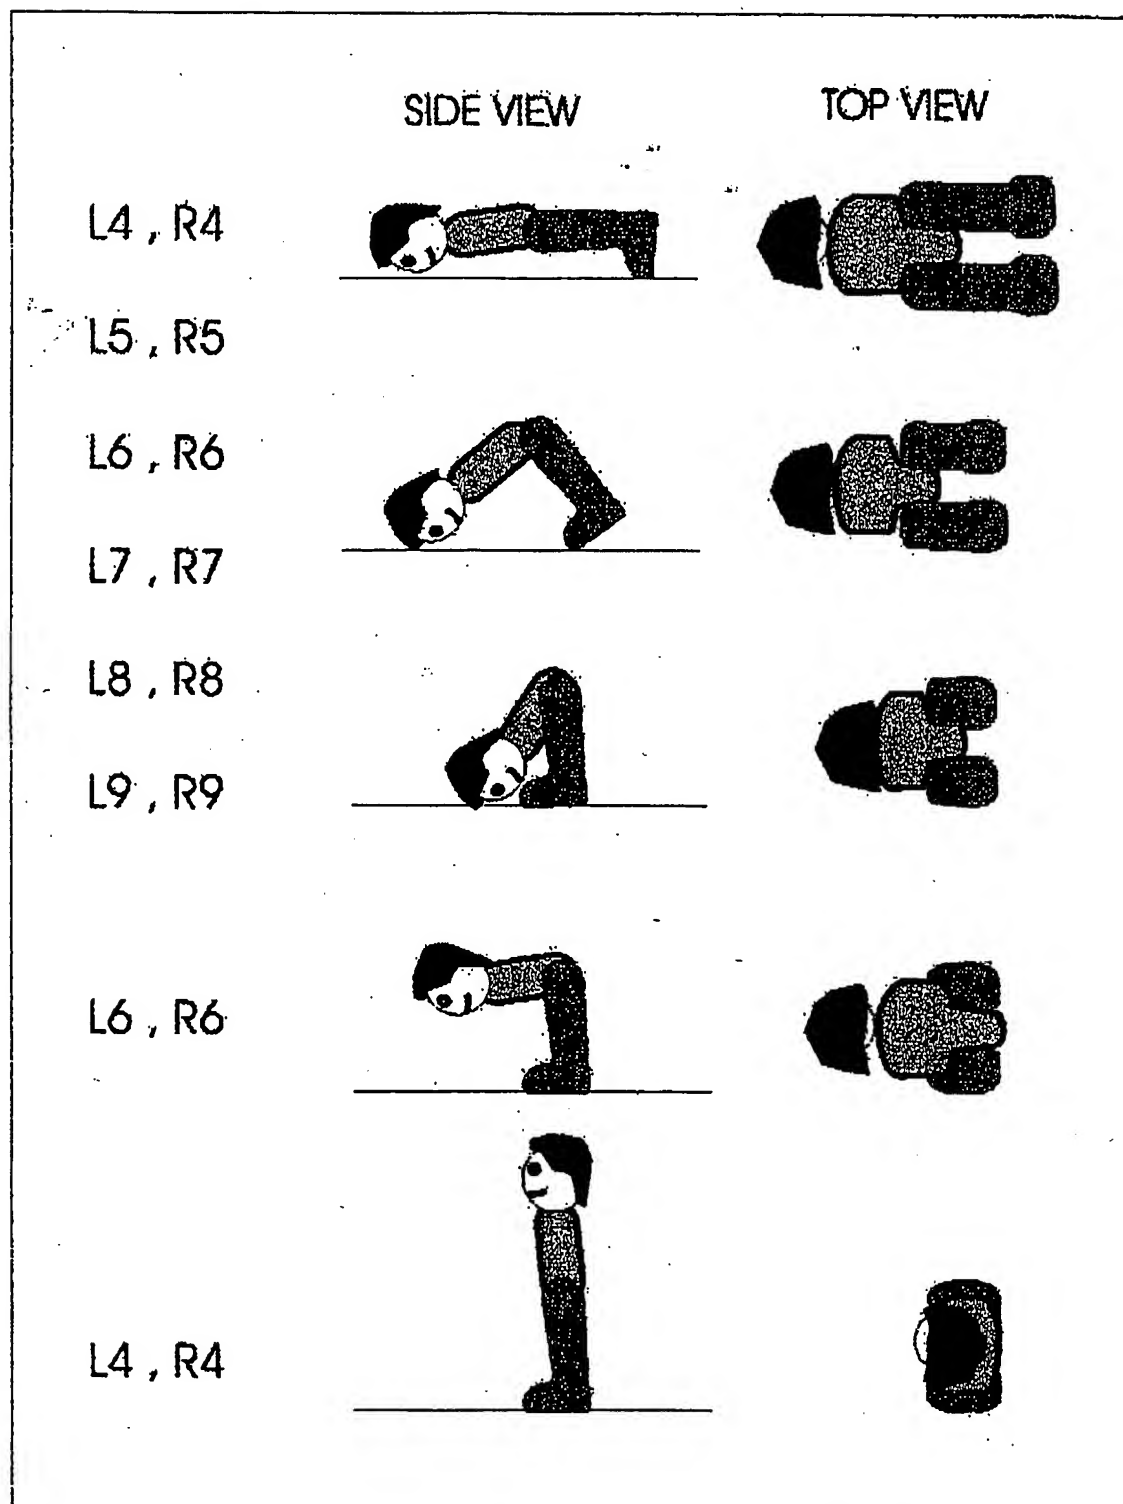 SIDE VIEW TOP VIEW
L4 , R4
L5 , R5
L6 , R6
L7 , R7
L8 , R8
L9 , R9
L6 , R6
L4 , R4